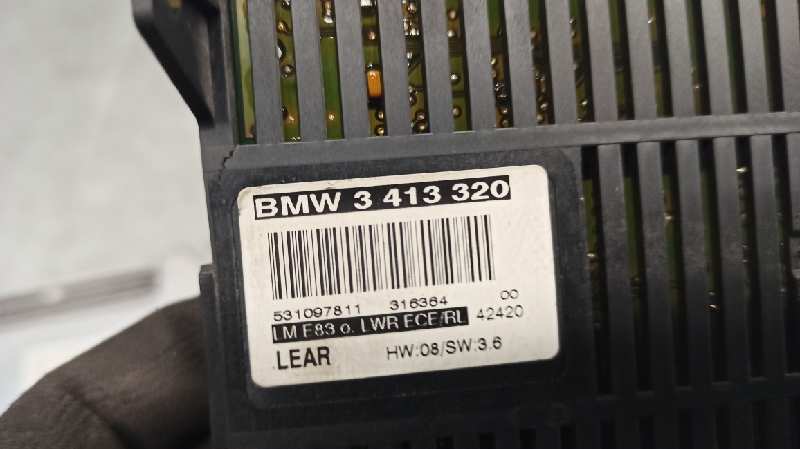 BMW 3 413 320
531097811 316364 00
LM E83 o. LWR ECE/RL 42420
LEAR HW:08/SW:3.6